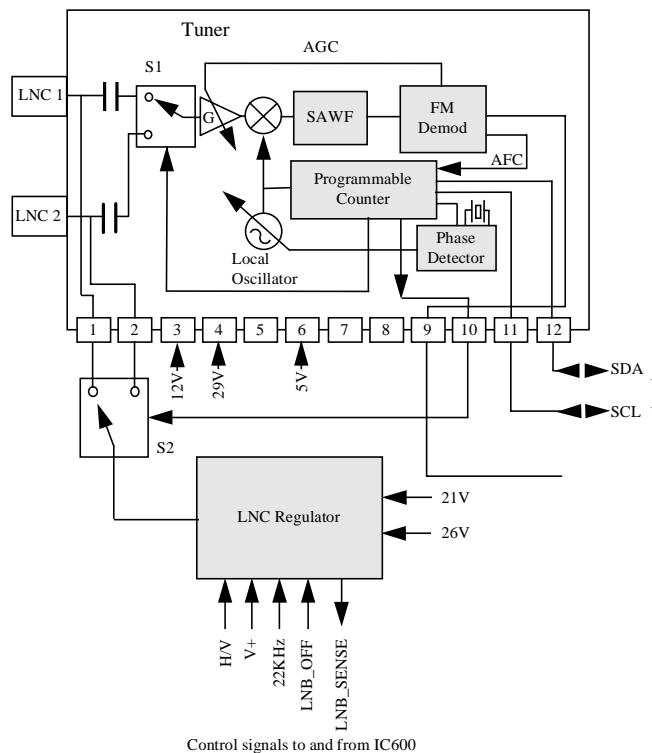 Tuner
AGC
S1
LNC 1
G
SAWF
FM
Demod
AFC
Programmable
Counter
LNC 2
Local
Oscillator
Phase
Detector
1 2 3 4 5 6 7 8 9 10 11 12
12V
29V
5V
SDA
SCL
S2
LNC Regulator
21V
26V
H/V
V+
22KHz
LNB_OFF
LNB_SENSE
Control signals to and from IC600